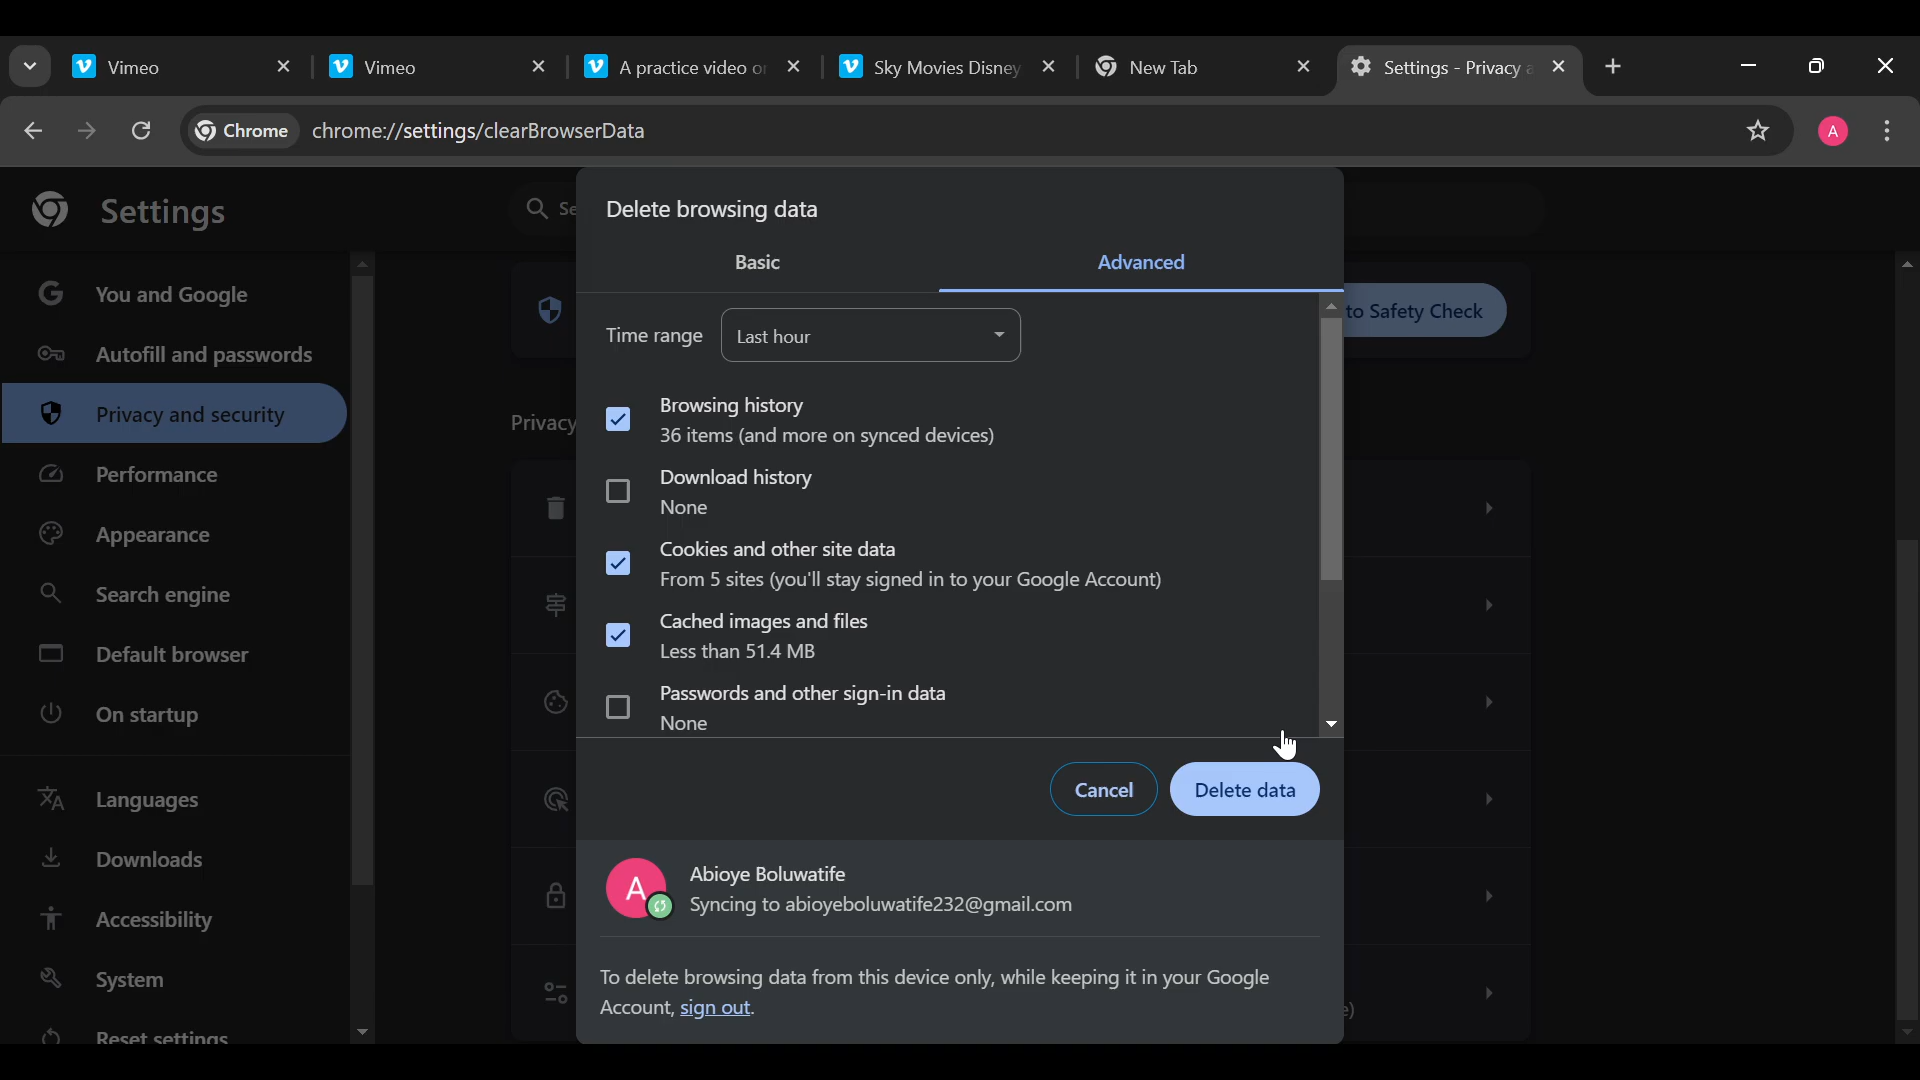 Vimeo
Vimeo
A practice video o
Sky Movies Disney
New Tab
Settings - Privacy a
Chrome
chrome://settings/clearBrowserData
A
Settings
Se
You and Google
Autofill and passwords
Privacy and security
Performance
Appearance
Search engine
Default browser
On startup
Languages
Downloads
Accessibility
System
Reset settings
to Safety Check
Privacy
Delete browsing data
Basic
Advanced
Time range
Last hour
Browsing history
36 items (and more on synced devices)
Download history
None
Cookies and other site data
From 5 sites (you'll stay signed in to your Google Account)
Cached images and files
Less than 51.4 MB
Passwords and other sign-in data
None
Cancel
Delete data
A
Abioye Boluwatife
Syncing to abioyeboluwatife232@gmail.com
To delete browsing data from this device only, while keeping it in your Google
Account, sign out.